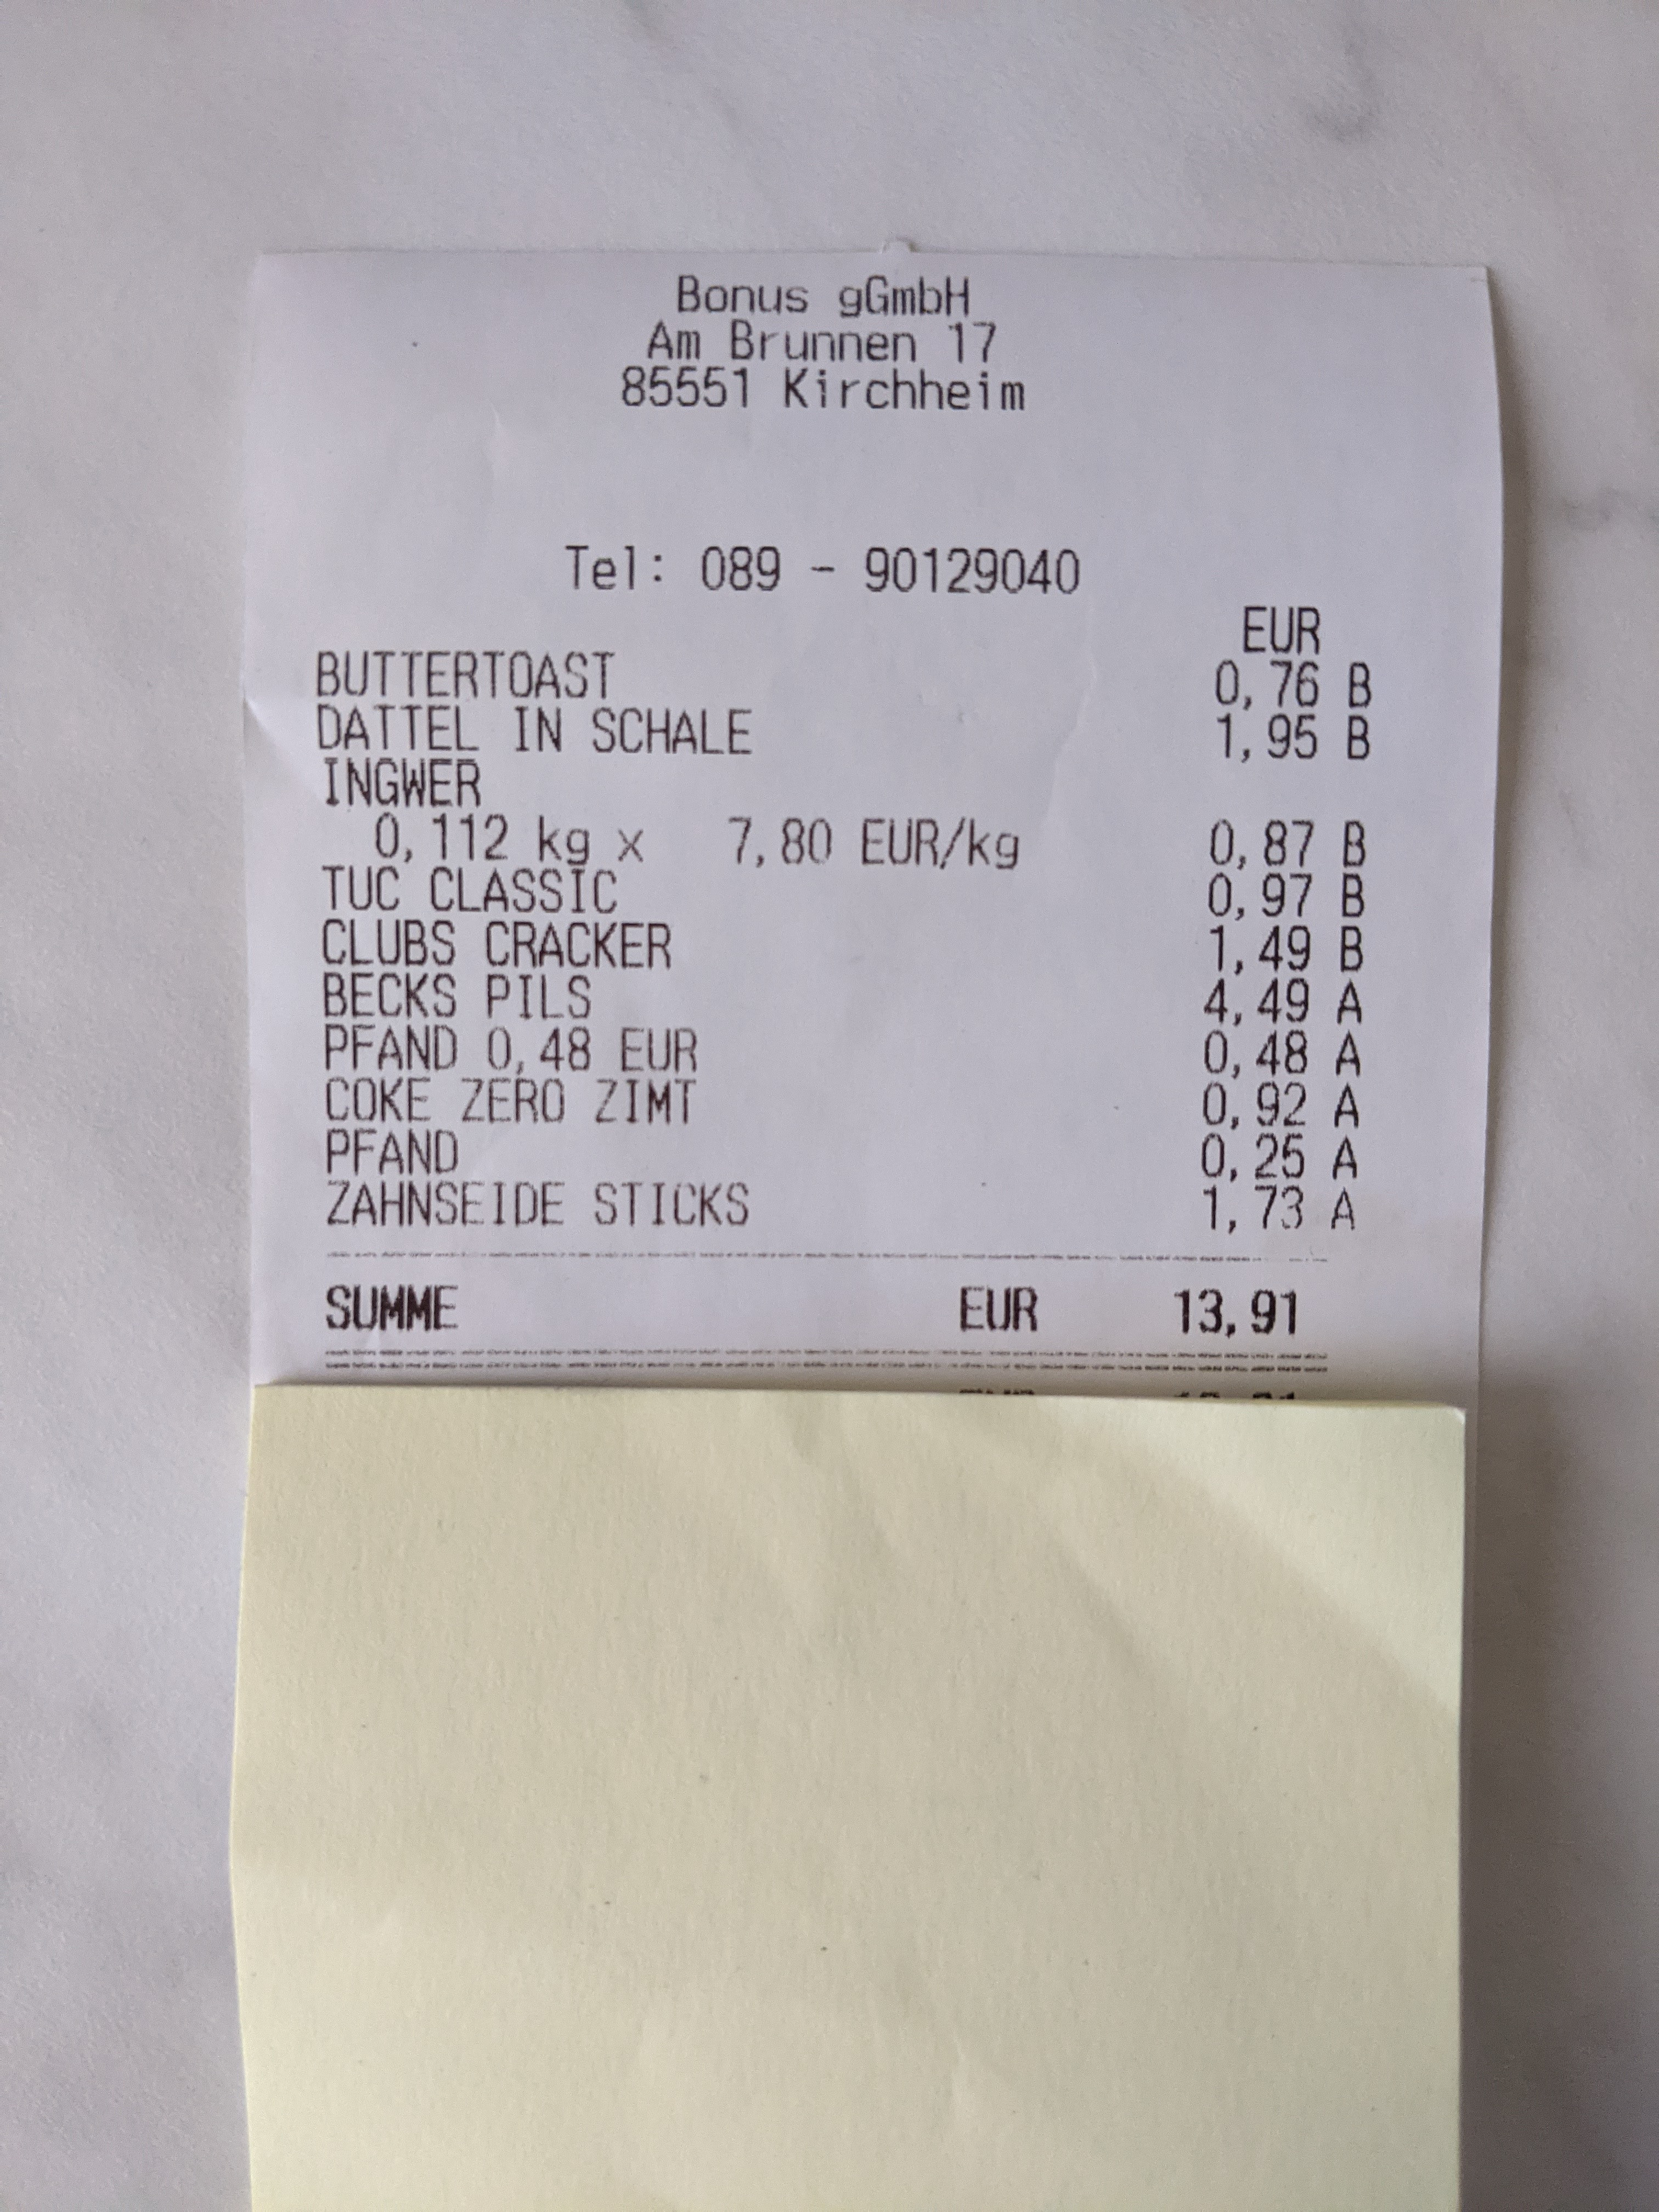 Bonus gGmbH
Am Brunnen 17
85551 Kirchheim
Tel: 089 - 90129040
EUR
BUTTERTOAST 0,76 B
DATTEL IN SCHALE 1,95 B
INGWER
0,112 kg x 7,80 EUR/kg 0,87 B
TUC CLASSIC 0,97 B
CLUBS CRACKER 1,49 B
BECKS PILS 4,49 A
PFAND 0,48 EUR 0,48 A
COKE ZERO ZIMT 0,92 A
PFAND 0,25 A
ZAHNSEIDE STICKS 1,73 A
SUMME EUR 13,91